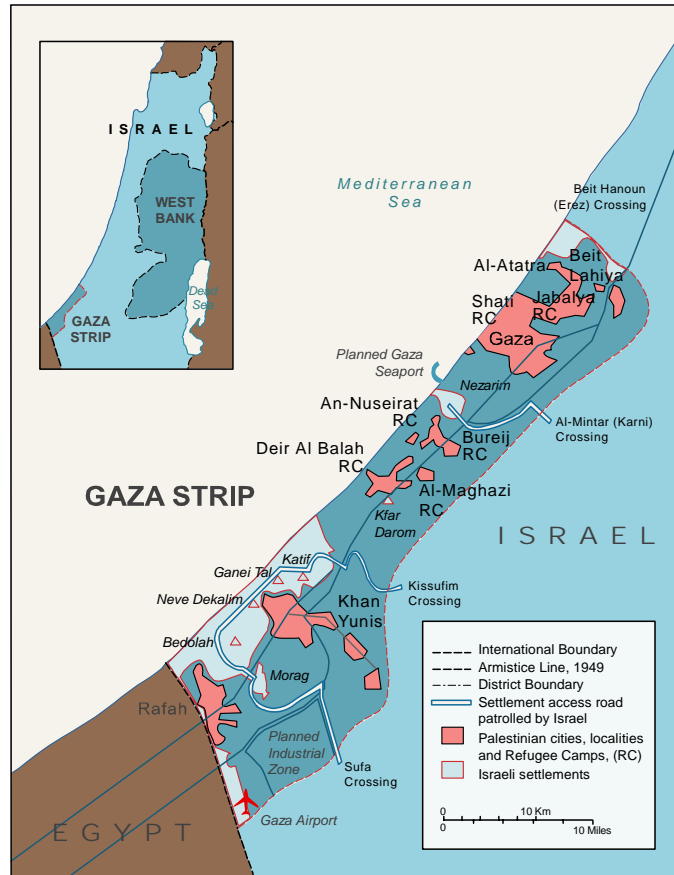 ISRAEL
WEST
BANK
Dead
Sea
GAZA
STRIP
Mediterranean
Sea
Beit Hanoun
(Erez) Crossing
Al-Atatra
Beit
Lahiya
Shati
RC
Jabalya
RC
Gaza
Planned Gaza
Seaport
Nezarim
An-Nuseirat
RC
Al-Mintar (Karni)
Crossing
Bureij
RC
Deir Al Balah
RC
Al-Maghazi
RC
GAZA STRIP
Kfar
Darom
ISRAEL
Katif
Ganei Tal
Kissufim
Crossing
Neve Dekalim
Khan
Yunis
Bedolah
Morag
Rafah
Planned
Industrial
Zone
Sufa
Crossing
Gaza Airport
EGYPT
International Boundary
Armistice Line, 1949
District Boundary
Settlement access road
patrolled by Israel
Palestinian cities, localities
and Refugee Camps, (RC)
Israeli settlements
0 10 Km
0 10 Miles